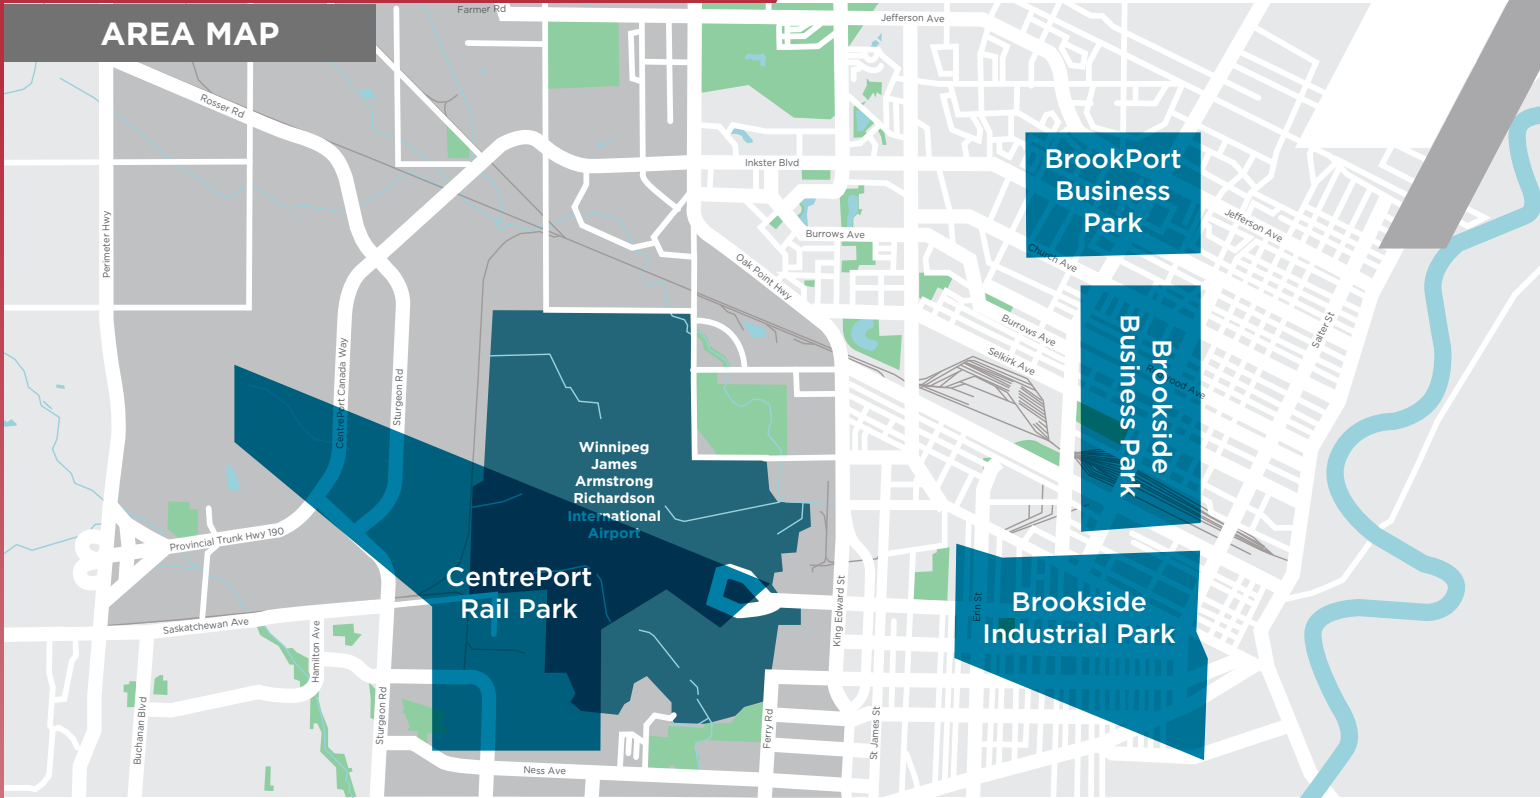 AREA MAP
Farmer Rd
Jefferson Ave
Rosser Rd
Inkster Blvd
BrookPort
Business
Park
Perimeter Hwy
Burrows Ave
Jefferson Ave
Church Ave
Oak Point Hwy
Burrows Ave
Selkirk Ave
Salter St
CentrePort Canada Way
Sturgeon Rd
Brookside
Business Park
Winnipeg
James
Armstrong
Richardson
International
Airport
Provincial Trunk Hwy 190
CentrePort
Rail Park
King Edward St
Erin St
Brookside
Industrial Park
Saskatchewan Ave
Hamilton Ave
Buchanan Blvd
Sturgeon Rd
Ferry Rd
St James St
Ness Ave